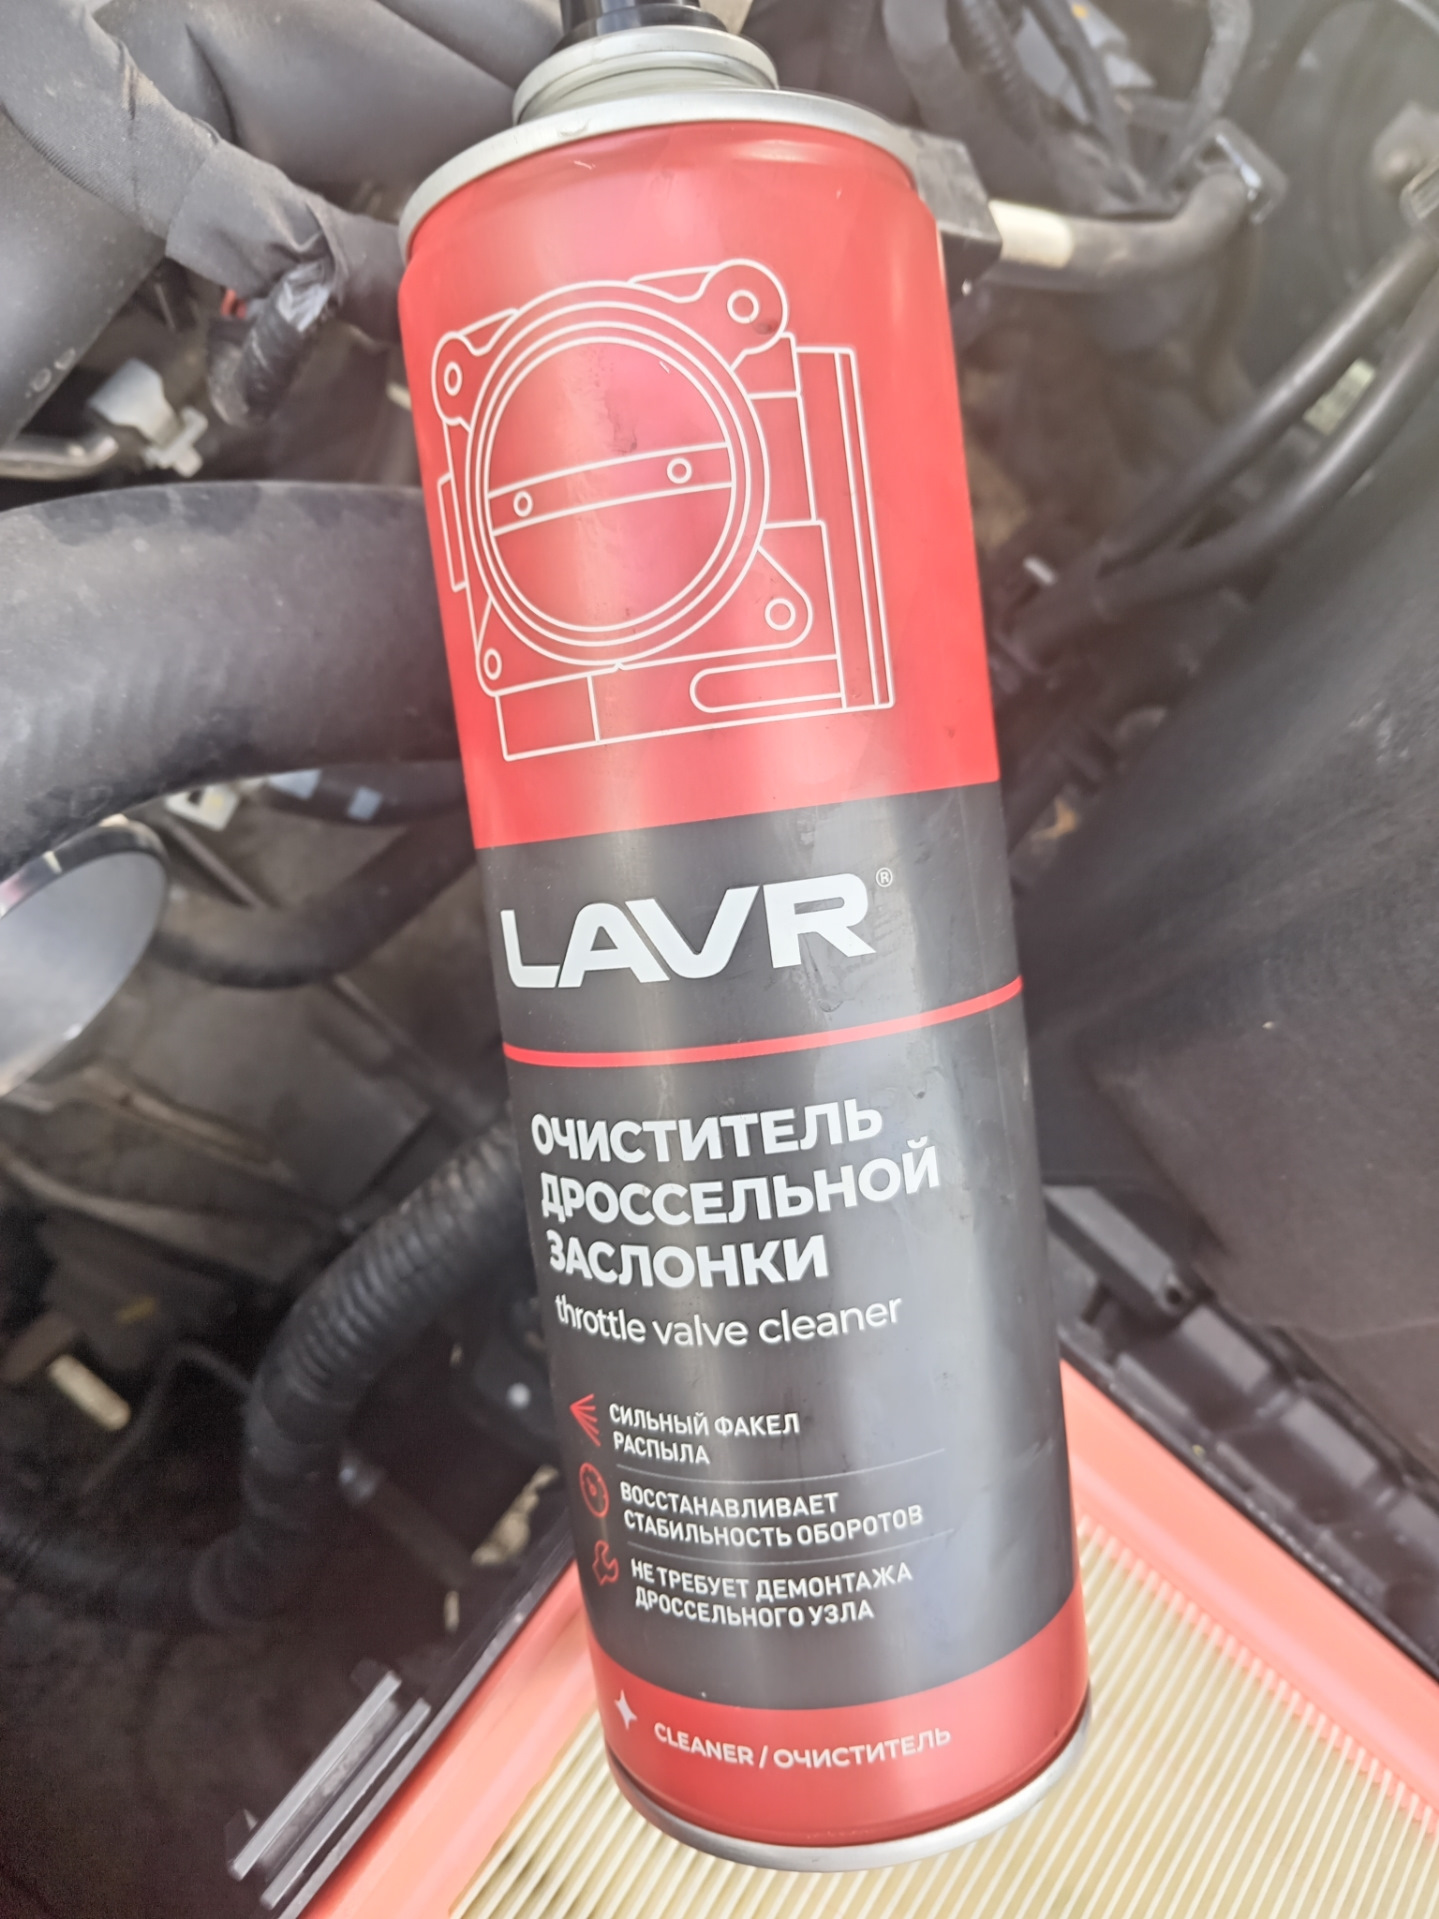 LAVR®
ОЧИСТИТЕЛЬ
ДРОССЕЛЬНОЙ
ЗАСЛОНКИ
throttle valve cleaner
СИЛЬНЫЙ ФАКЕЛ
РАСПЫЛА
ВОССТАНАВЛИВАЕТ
СТАБИЛЬНОСТЬ ОБОРОТОВ
НЕ ТРЕБУЕТ ДЕМОНТАЖА
ДРОССЕЛЬНОГО УЗЛА
CLEANER / ОЧИСТИТЕЛЬ